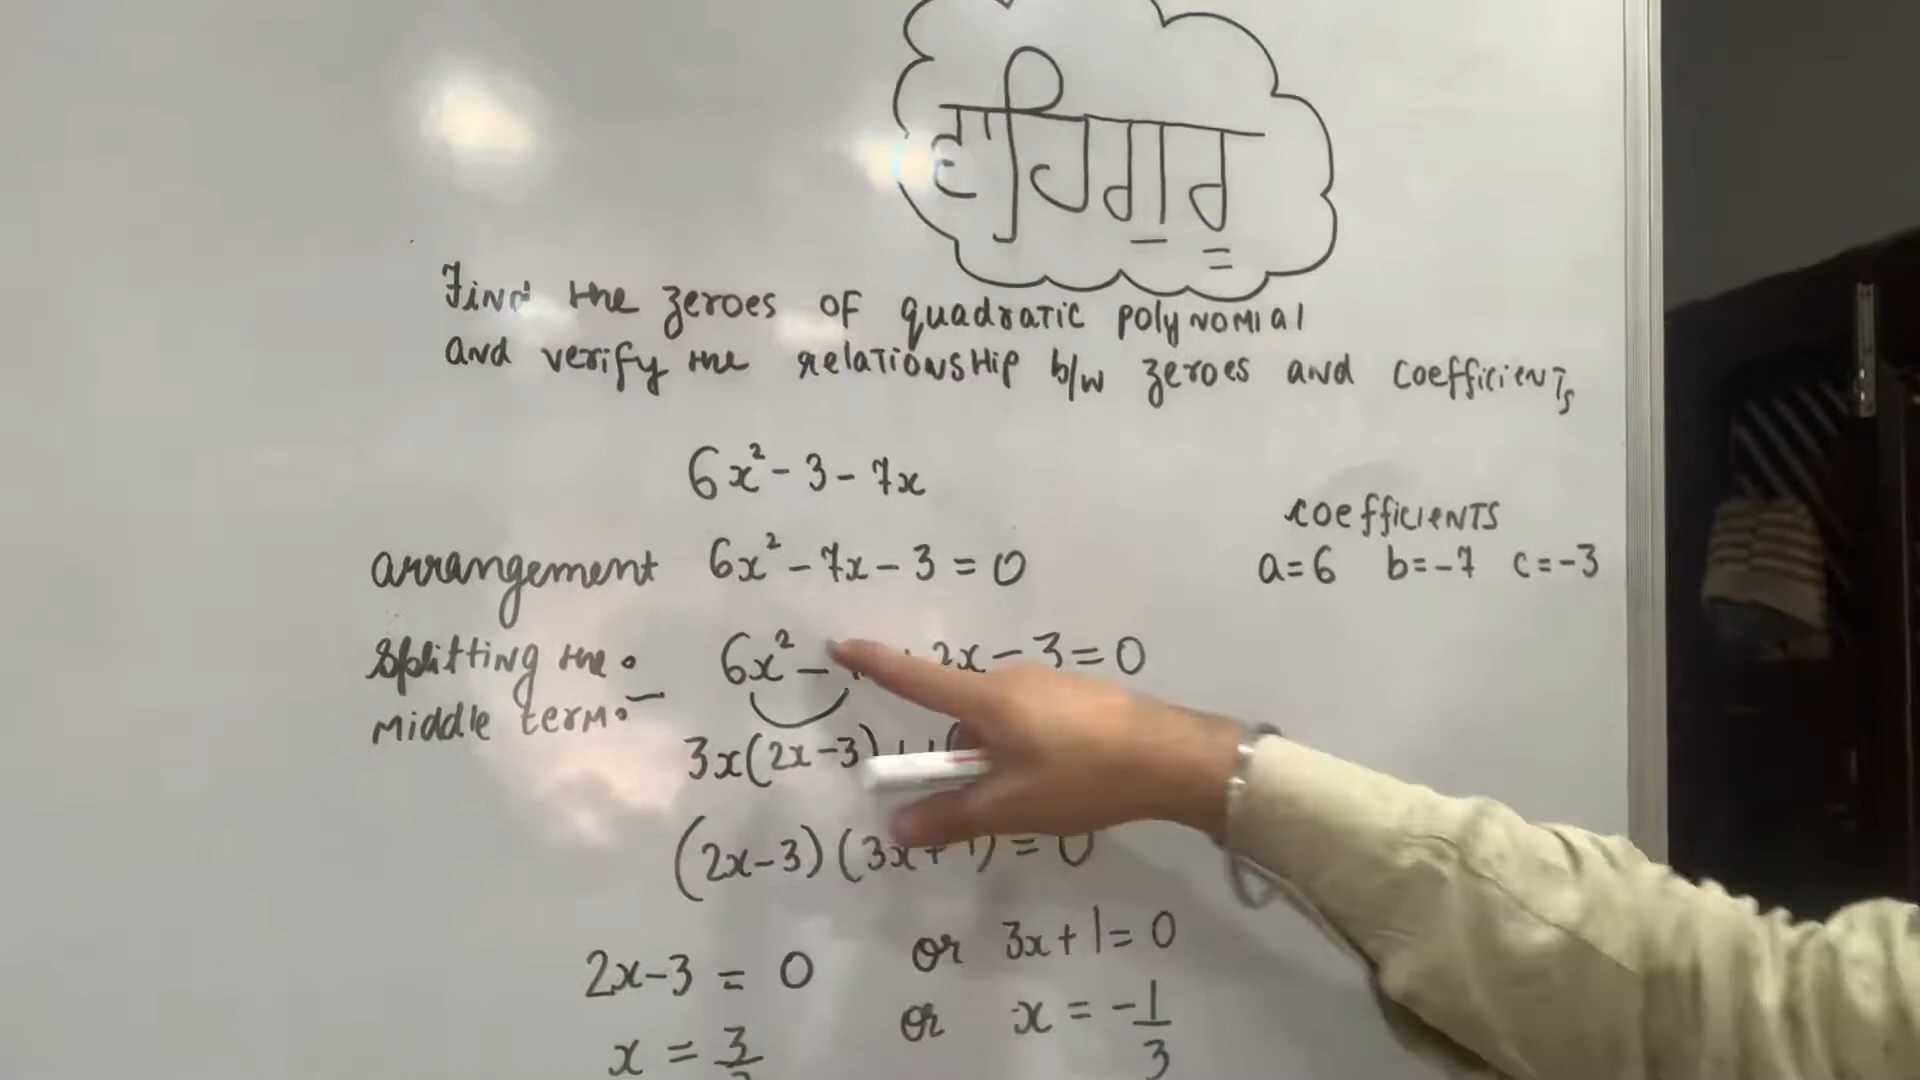 ਵਾਹਿਗੁਰੂ
Find the zeroes of quadratic polynomial
and verify the relationship b/w zeroes and coefficients
6x² - 3 - 7x
coefficients
arrangement 6x² - 7x - 3 = 0
a=6 b=-7 c=-3
Splitting the 6x² - 2x - 3 = 0
middle term:-
3x(2x-3)
(2x-3)(3x+1) = 0
2x-3 = 0 or 3x+1=0
x = 3 or x = -1/3